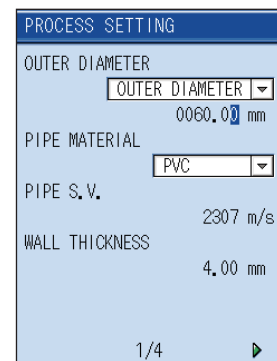 PROCESS SETTING
OUTER DIAMETER
OUTER DIAMETER
0060.00 mm
PIPE MATERIAL
PVC
PIPE S.V.
2307 m/s
WALL THICKNESS
4.00 mm
1/4